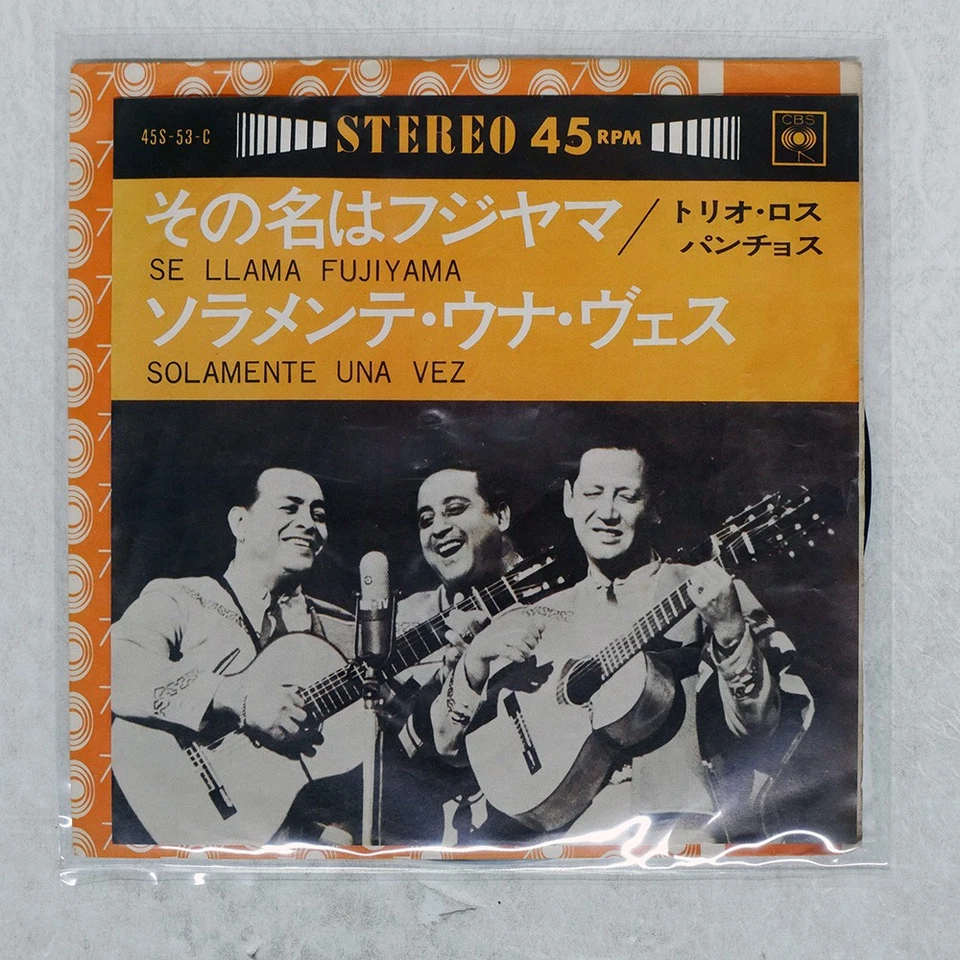 45S-53-C
STEREO 45 RPM
CBS
その名はフジヤマ／トリオ・ロス
パンチョス
SE LLAMA FUJIYAMA
ソラメンテ・ウナ・ヴェス
SOLAMENTE UNA VEZ